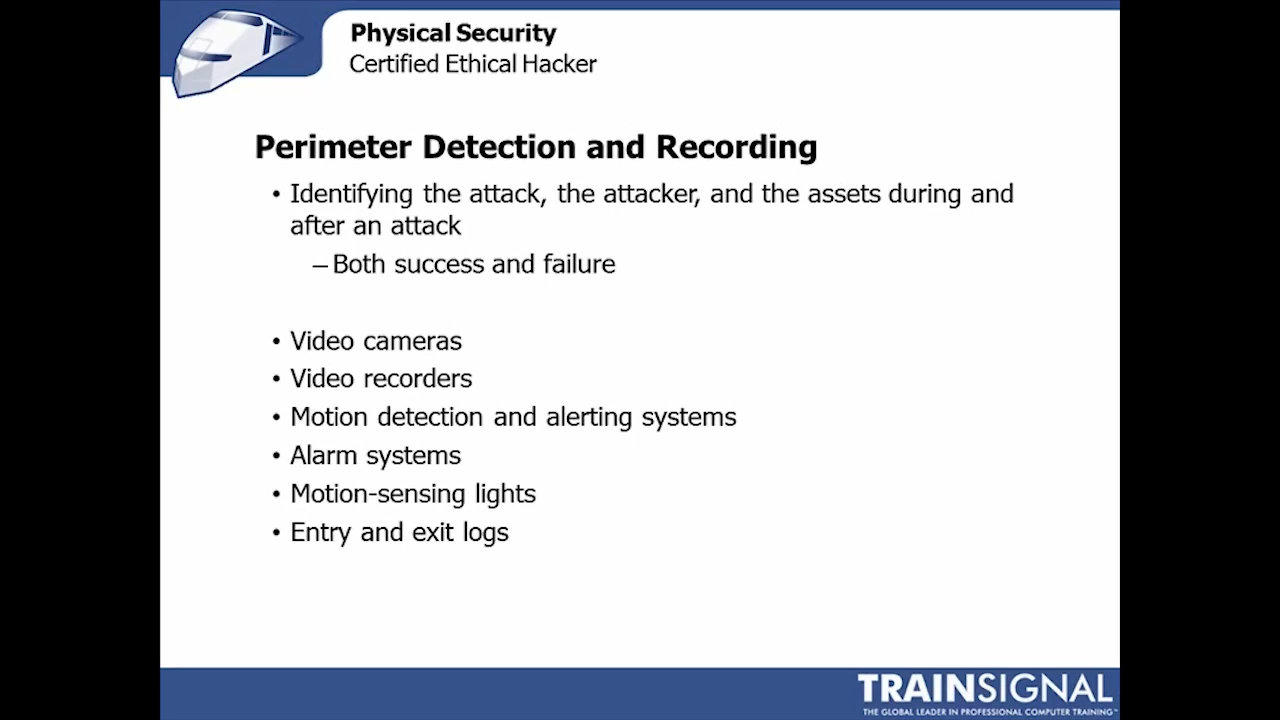 Physical Security
Certified Ethical Hacker
Perimeter Detection and Recording
• Identifying the attack, the attacker, and the assets during and
after an attack
– Both success and failure
• Video cameras
• Video recorders
• Motion detection and alerting systems
• Alarm systems
• Motion-sensing lights
• Entry and exit logs
TRAINSIGNAL
THE GLOBAL LEADER IN PROFESSIONAL COMPUTER TRAINING™